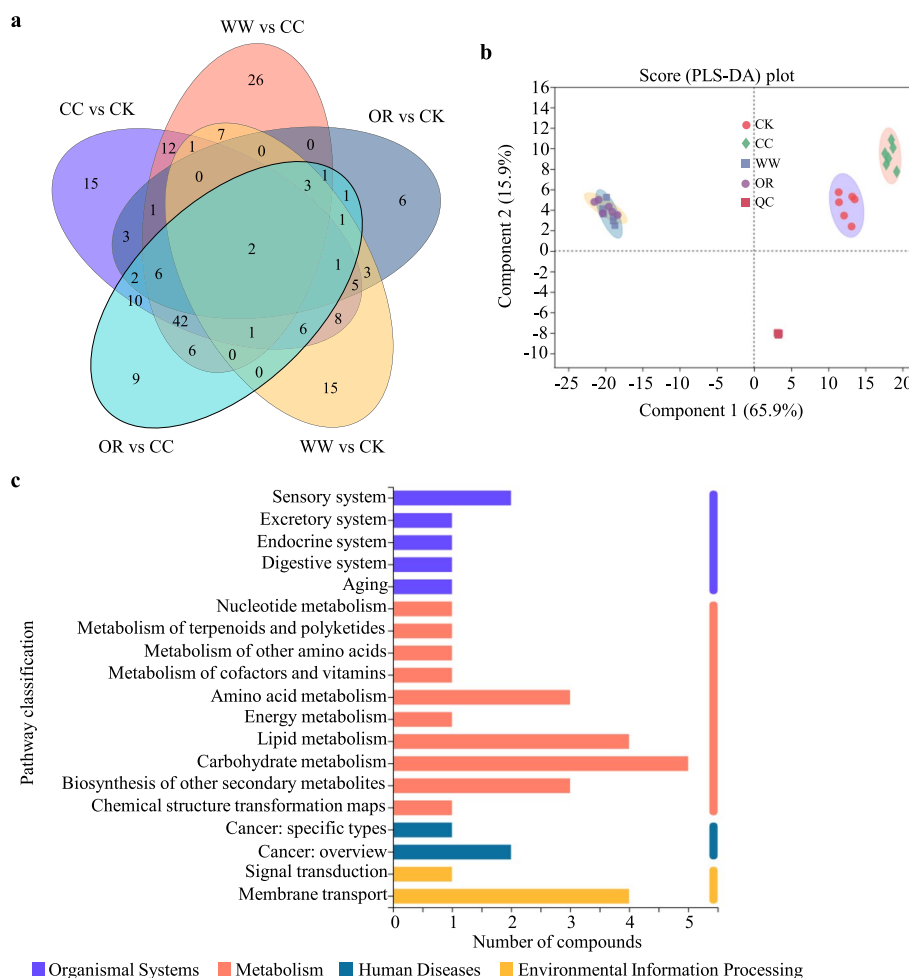 a
WW vs CC
CC vs CK
OR vs CK
OR vs CC
WW vs CK
26
7
12
1
0
0
15
0
3
1
1
6
1
1
3
2
2
6
1
3
5
10
42
1
6
8
6
0
0
9
15
b
Score (PLS-DA) plot
Component 2 (15.9%)
16
14
12
10
8
6
4
2
0
-2
-4
-6
-8
-10
CK
CC
WW
OR
QC
-25 -20 -15 -10 -5 0 5 10 15 20
Component 1 (65.9%)
c
Pathway classification
Sensory system
Excretory system
Endocrine system
Digestive system
Aging
Nucleotide metabolism
Metabolism of terpenoids and polyketides
Metabolism of other amino acids
Metabolism of cofactors and vitamins
Amino acid metabolism
Energy metabolism
Lipid metabolism
Carbohydrate metabolism
Biosynthesis of other secondary metabolites
Chemical structure transformation maps
Cancer: specific types
Cancer: overview
Signal transduction
Membrane transport
0 1 2 3 4 5
Number of compounds
Organismal Systems Metabolism Human Diseases Environmental Information Processing